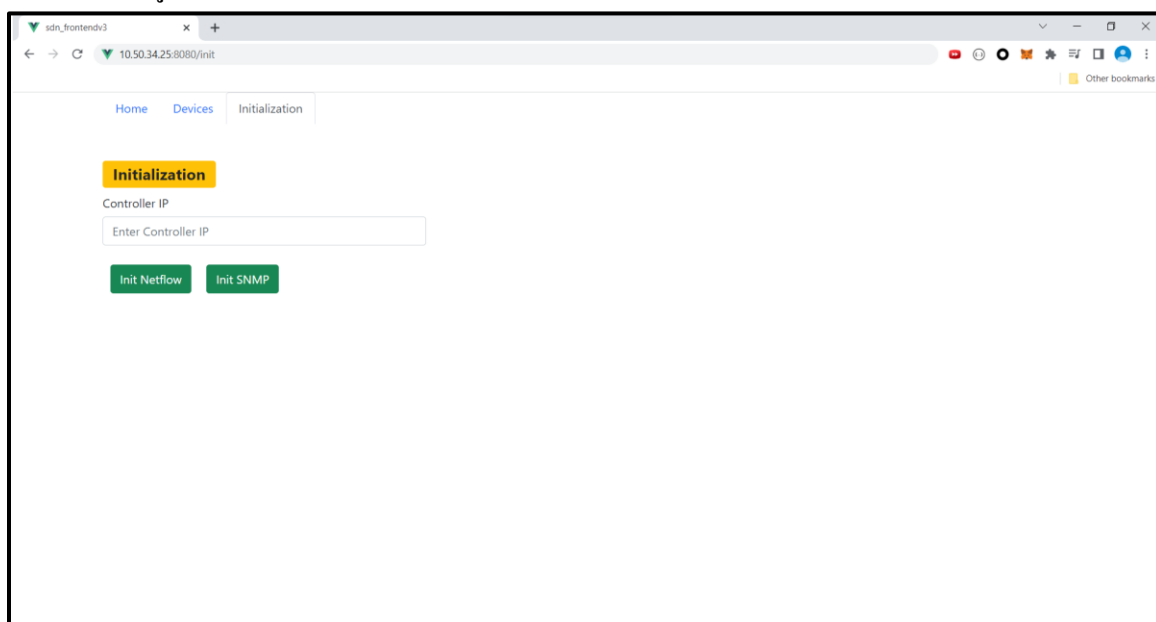 sdn_frontendv3
10.50.34.25:8080/init
Other bookmarks
Home Devices Initialization
Initialization
Controller IP
Enter Controller IP
Init Netflow Init SNMP